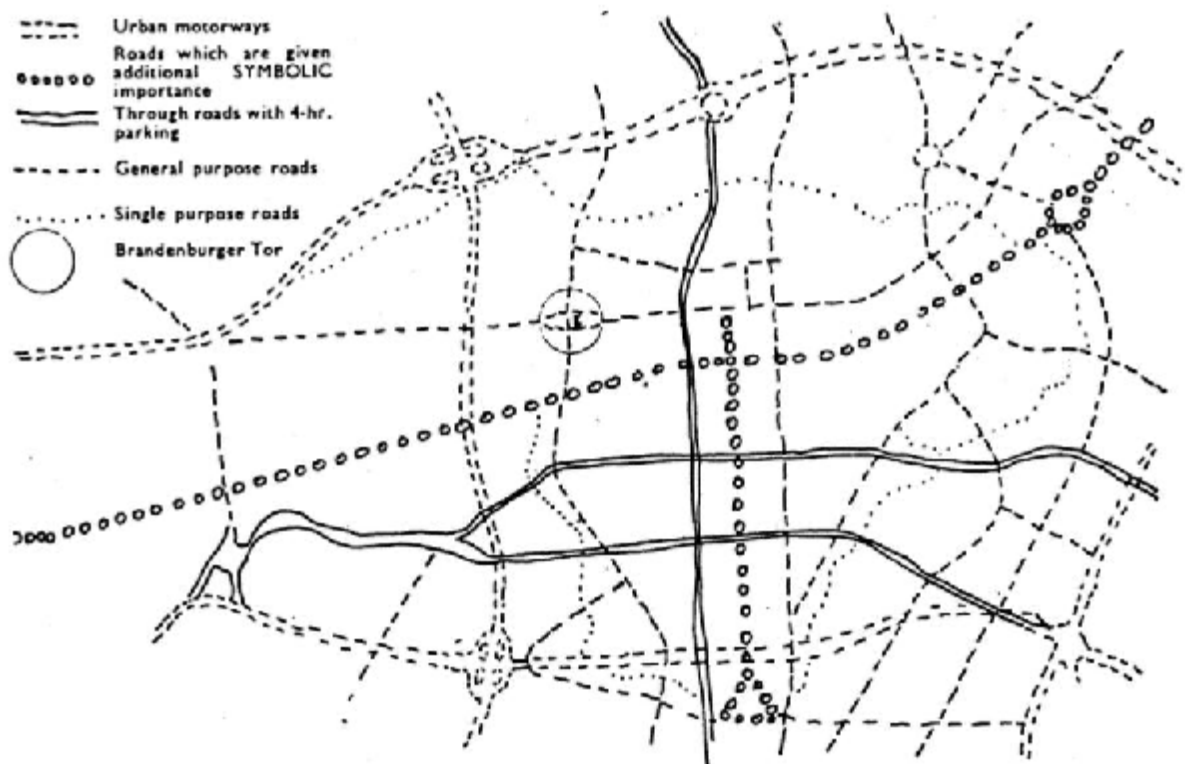 Urban motorways
Roads which are given
additional SYMBOLIC
importance
Through roads with 4-hr.
parking
General purpose roads
Single purpose roads
Brandenburger Tor